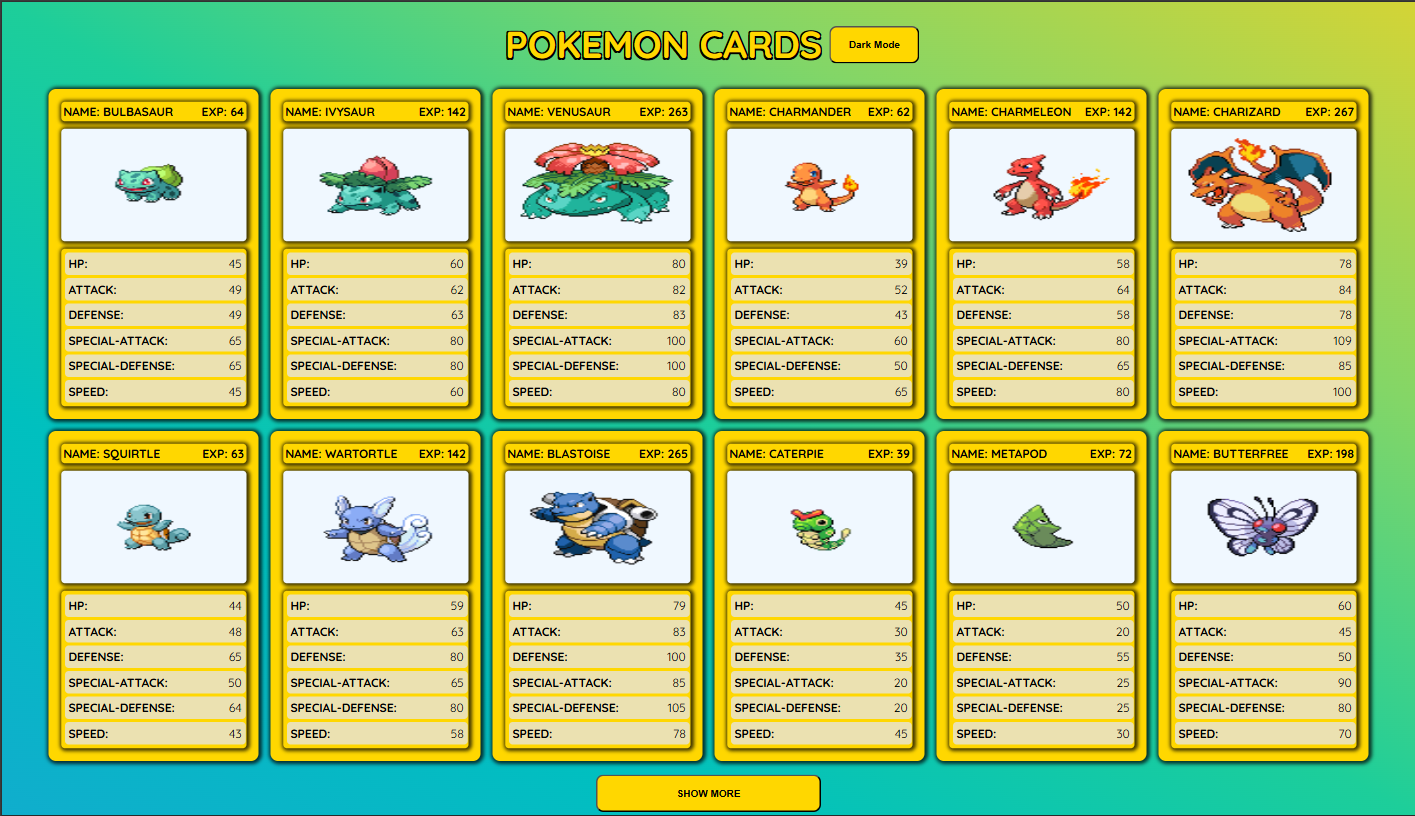 POKEMON CARDS Dark Mode
NAME: BULBASAUR EXP: 64
HP: 45
ATTACK: 49
DEFENSE: 49
SPECIAL-ATTACK: 65
SPECIAL-DEFENSE: 65
SPEED: 45
NAME: IVYSAUR EXP: 142
HP: 60
ATTACK: 62
DEFENSE: 63
SPECIAL-ATTACK: 80
SPECIAL-DEFENSE: 80
SPEED: 60
NAME: VENUSAUR EXP: 263
HP: 80
ATTACK: 82
DEFENSE: 83
SPECIAL-ATTACK: 100
SPECIAL-DEFENSE: 100
SPEED: 80
NAME: CHARMANDER EXP: 62
HP: 39
ATTACK: 52
DEFENSE: 43
SPECIAL-ATTACK: 60
SPECIAL-DEFENSE: 50
SPEED: 65
NAME: CHARMELEON EXP: 142
HP: 58
ATTACK: 64
DEFENSE: 58
SPECIAL-ATTACK: 80
SPECIAL-DEFENSE: 65
SPEED: 80
NAME: CHARIZARD EXP: 267
HP: 78
ATTACK: 84
DEFENSE: 78
SPECIAL-ATTACK: 109
SPECIAL-DEFENSE: 85
SPEED: 100
NAME: SQUIRTLE EXP: 63
HP: 44
ATTACK: 48
DEFENSE: 65
SPECIAL-ATTACK: 50
SPECIAL-DEFENSE: 64
SPEED: 43
NAME: WARTORTLE EXP: 142
HP: 59
ATTACK: 63
DEFENSE: 80
SPECIAL-ATTACK: 65
SPECIAL-DEFENSE: 80
SPEED: 58
NAME: BLASTOISE EXP: 265
HP: 79
ATTACK: 83
DEFENSE: 100
SPECIAL-ATTACK: 85
SPECIAL-DEFENSE: 105
SPEED: 78
NAME: CATERPIE EXP: 39
HP: 45
ATTACK: 30
DEFENSE: 35
SPECIAL-ATTACK: 20
SPECIAL-DEFENSE: 20
SPEED: 45
NAME: METAPOD EXP: 72
HP: 50
ATTACK: 20
DEFENSE: 55
SPECIAL-ATTACK: 25
SPECIAL-DEFENSE: 25
SPEED: 30
NAME: BUTTERFREE EXP: 198
HP: 60
ATTACK: 45
DEFENSE: 50
SPECIAL-ATTACK: 90
SPECIAL-DEFENSE: 80
SPEED: 70
SHOW MORE